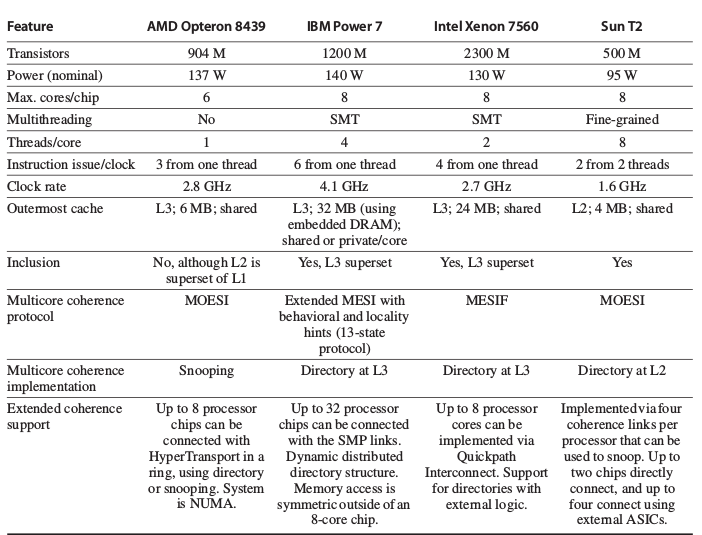 Feature AMD Opteron 8439 IBM Power 7 Intel Xenon 7560 Sun T2
Transistors 904 M 1200 M 2300 M 500 M
Power (nominal) 137 W 140 W 130 W 95 W
Max. cores/chip 6 8 8 8
Multithreading No SMT SMT Fine-grained
Threads/core 1 4 2 8
Instruction issue/clock 3 from one thread 6 from one thread 4 from one thread 2 from 2 threads
Clock rate 2.8 GHz 4.1 GHz 2.7 GHz 1.6 GHz
Outermost cache L3; 6 MB; shared L3; 32 MB (using L3; 24 MB; shared L2; 4 MB; shared
embedded DRAM);
shared or private/core
Inclusion No, although L2 is Yes, L3 superset Yes, L3 superset Yes
superset of L1
Multicore coherence MOESI Extended MESI with MESIF MOESI
protocol behavioral and locality
hints (13-state
protocol)
Multicore coherence Snooping Directory at L3 Directory at L3 Directory at L2
implementation
Extended coherence Up to 8 processor Up to 32 processor Up to 8 processor Implemented via four
support chips can be chips can be connected cores can be coherence links per
connected with with the SMP links. implemented via processor that can be
HyperTransport in a Dynamic distributed Quickpath used to snoop. Up to
ring, using directory directory structure. Interconnect. Support two chips directly
or snooping. System Memory access is for directories with connect, and up to
is NUMA. symmetric outside of an external logic. four connect using
8-core chip. external ASICs.